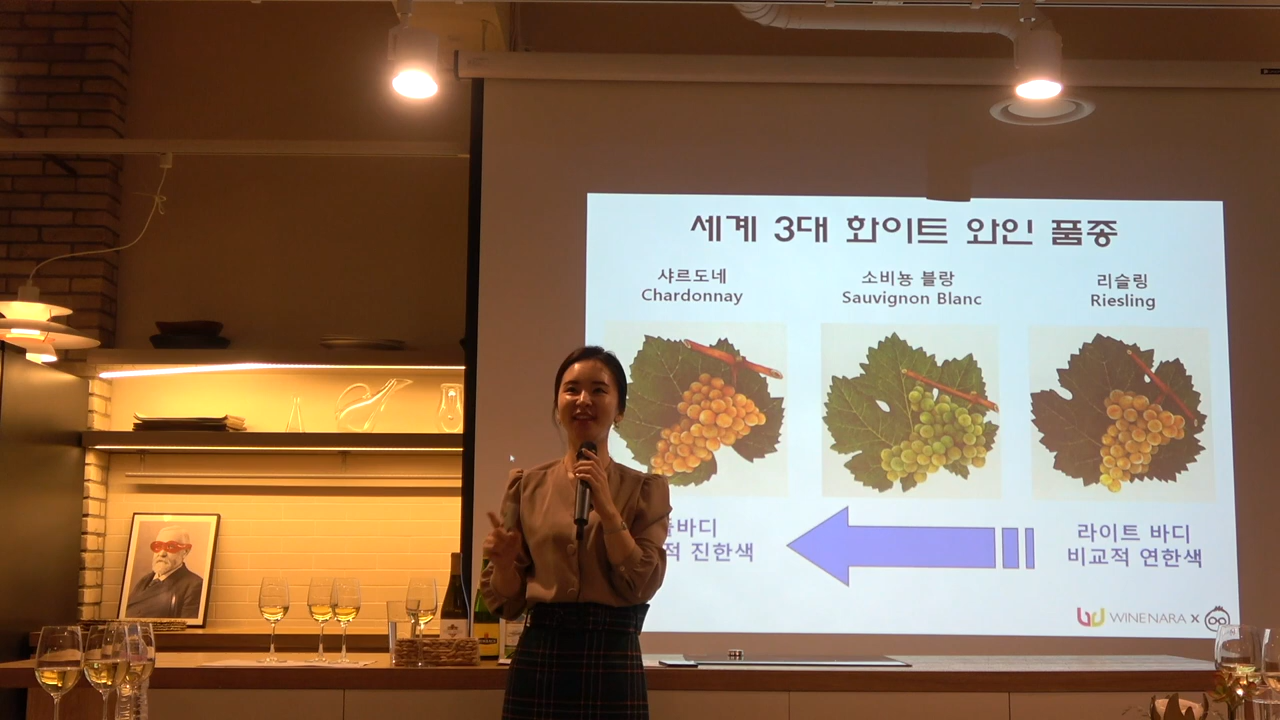 세계 3대 화이트 와인 품종
샤르도네
Chardonnay
소비뇽 블랑
Sauvignon Blanc
리슬링
Riesling
바디
적 진한색
라이트 바디
비교적 연한색
WINENARA X